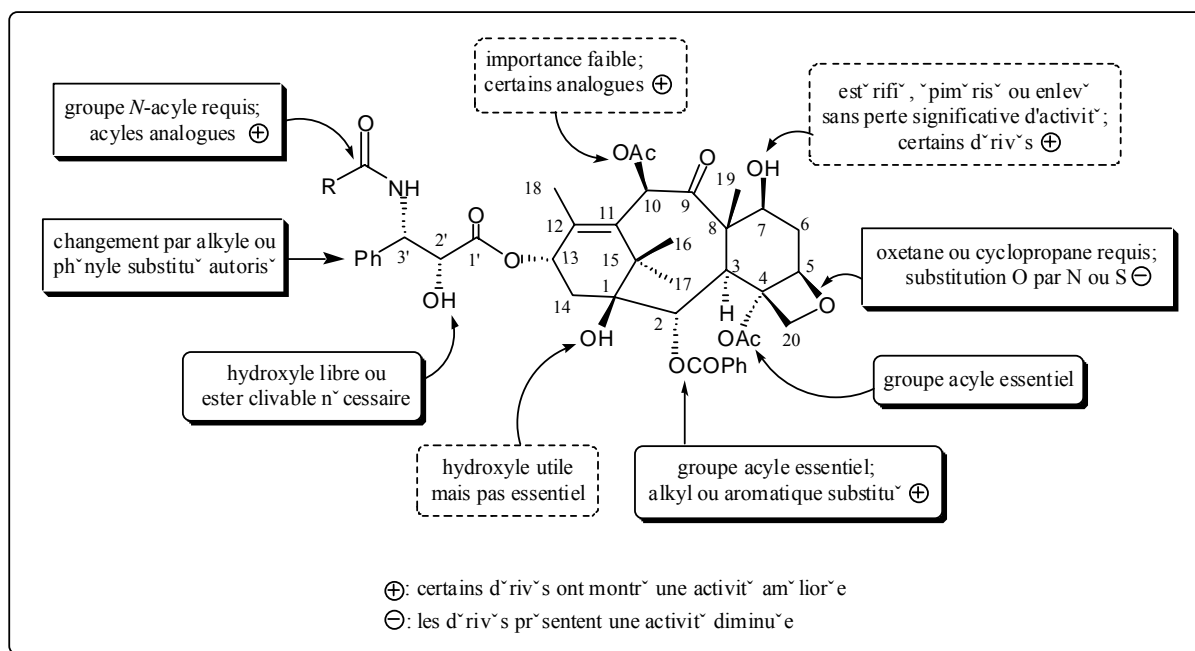 importance faible;
certains analogues ⊕
estˇrifiˇ, ˇpimˇrisˇ ou enlevˇ
sans perte significative d'activitˇ;
certains dˇrivˇs ⊕
groupe N-acyle requis;
acyles analogues ⊕
O
R
NH
OAc
O
OH
18
19
10
9
11
12
8
7
6
changement par alkyle ou
phˇnyle substituˇ autorisˇ
Ph
3'
2'
O
1'
O
OH
13
14
15
16
17
1
2
3
4
5
O
20
H
OH
OAc
OCOPh
oxetane ou cyclopropane requis;
substitution O par N ou S ⊖
hydroxyle libre ou
ester clivable nˇcessaire
groupe acyle essentiel
hydroxyle utile
mais pas essentiel
groupe acyle essentiel;
alkyl ou aromatique substituˇ ⊕
⊕: certains dˇrivˇs ont montrˇ une activitˇ amˇliorˇe
⊖: les dˇrivˇs prˇsentent une activitˇ diminuˇe